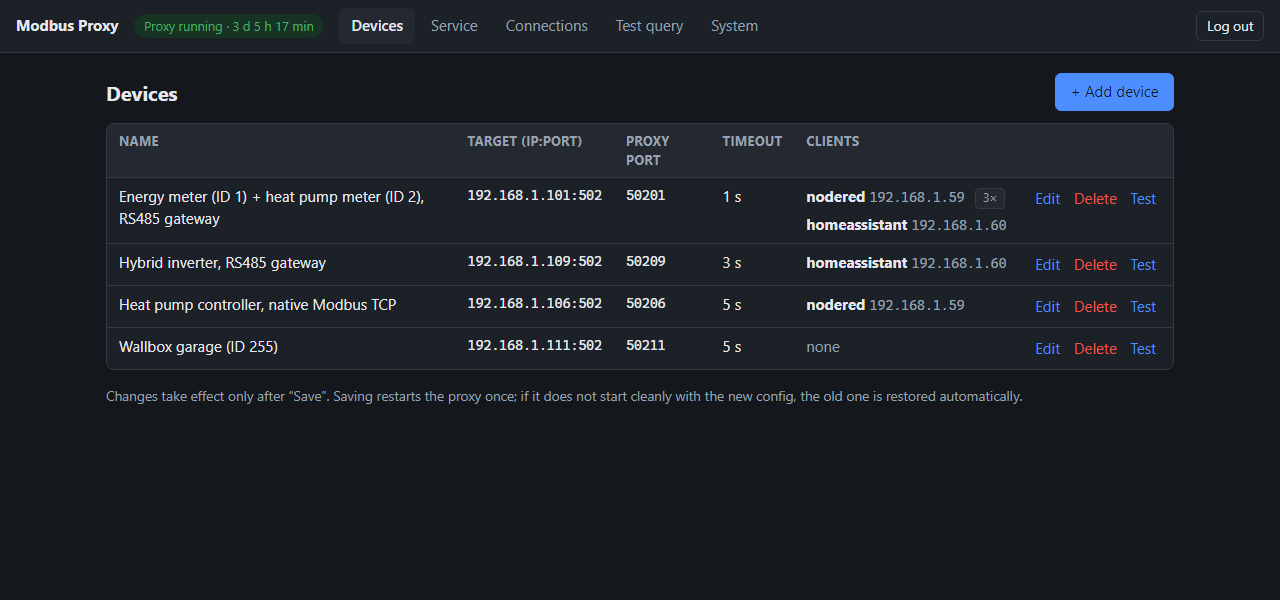 Modbus Proxy Proxy running · 3 d 5 h 17 min Devices Service Connections Test query System Log out
Devices + Add device
NAME TARGET (IP:PORT) PROXY PORT TIMEOUT CLIENTS
Energy meter (ID 1) + heat pump meter (ID 2), 192.168.1.101:502 50201 1 s nodered 192.168.1.59 3× Edit Delete Test
RS485 gateway homeassistant 192.168.1.60
Hybrid inverter, RS485 gateway 192.168.1.109:502 50209 3 s homeassistant 192.168.1.60 Edit Delete Test
Heat pump controller, native Modbus TCP 192.168.1.106:502 50206 5 s nodered 192.168.1.59 Edit Delete Test
Wallbox garage (ID 255) 192.168.1.111:502 50211 5 s none Edit Delete Test
Changes take effect only after “Save”. Saving restarts the proxy once; if it does not start cleanly with the new config, the old one is restored automatically.